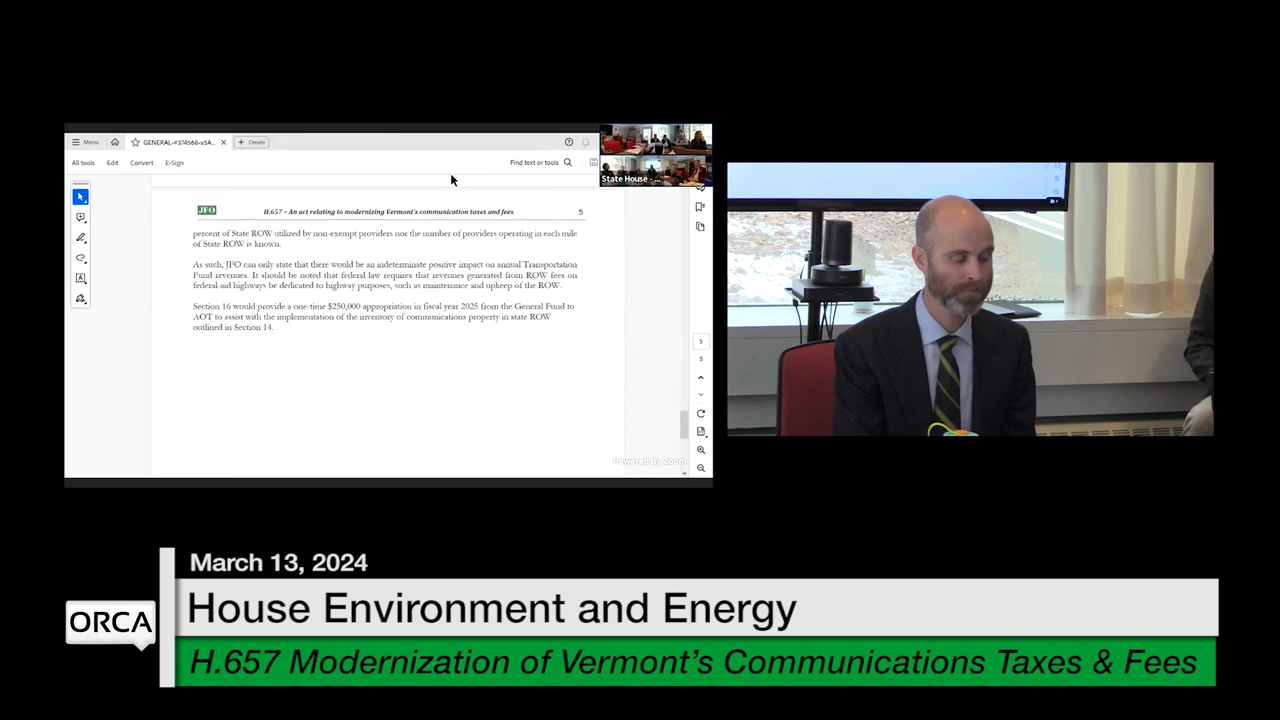 Menu
GENERAL-#374568-v5A...
Create
All tools
Edit
Convert
E-Sign
Find text or tools
State House - ...
JFO
H.657 – An act relating to modernizing Vermont's communication taxes and fees
5
percent of State ROW utilized by non-exempt providers nor the number of providers operating in each mile
of State ROW is known.
As such, JFO can only state that there would be an indeterminate positive impact on annual Transportation
Fund revenues. It should be noted that federal law requires that revenues generated from ROW fees on
federal-aid highways be dedicated to highway purposes, such as maintenance and upkeep of the ROW.
Section 16 would provide a one-time $250,000 appropriation in fiscal year 2025 from the General Fund to
AOT to assist with the implementation of the inventory of communications property in state ROW
outlined in Section 14.
5
5
Powered by Zoom
March 13, 2024
ORCA
House Environment and Energy
H.657 Modernization of Vermont's Communications Taxes & Fees